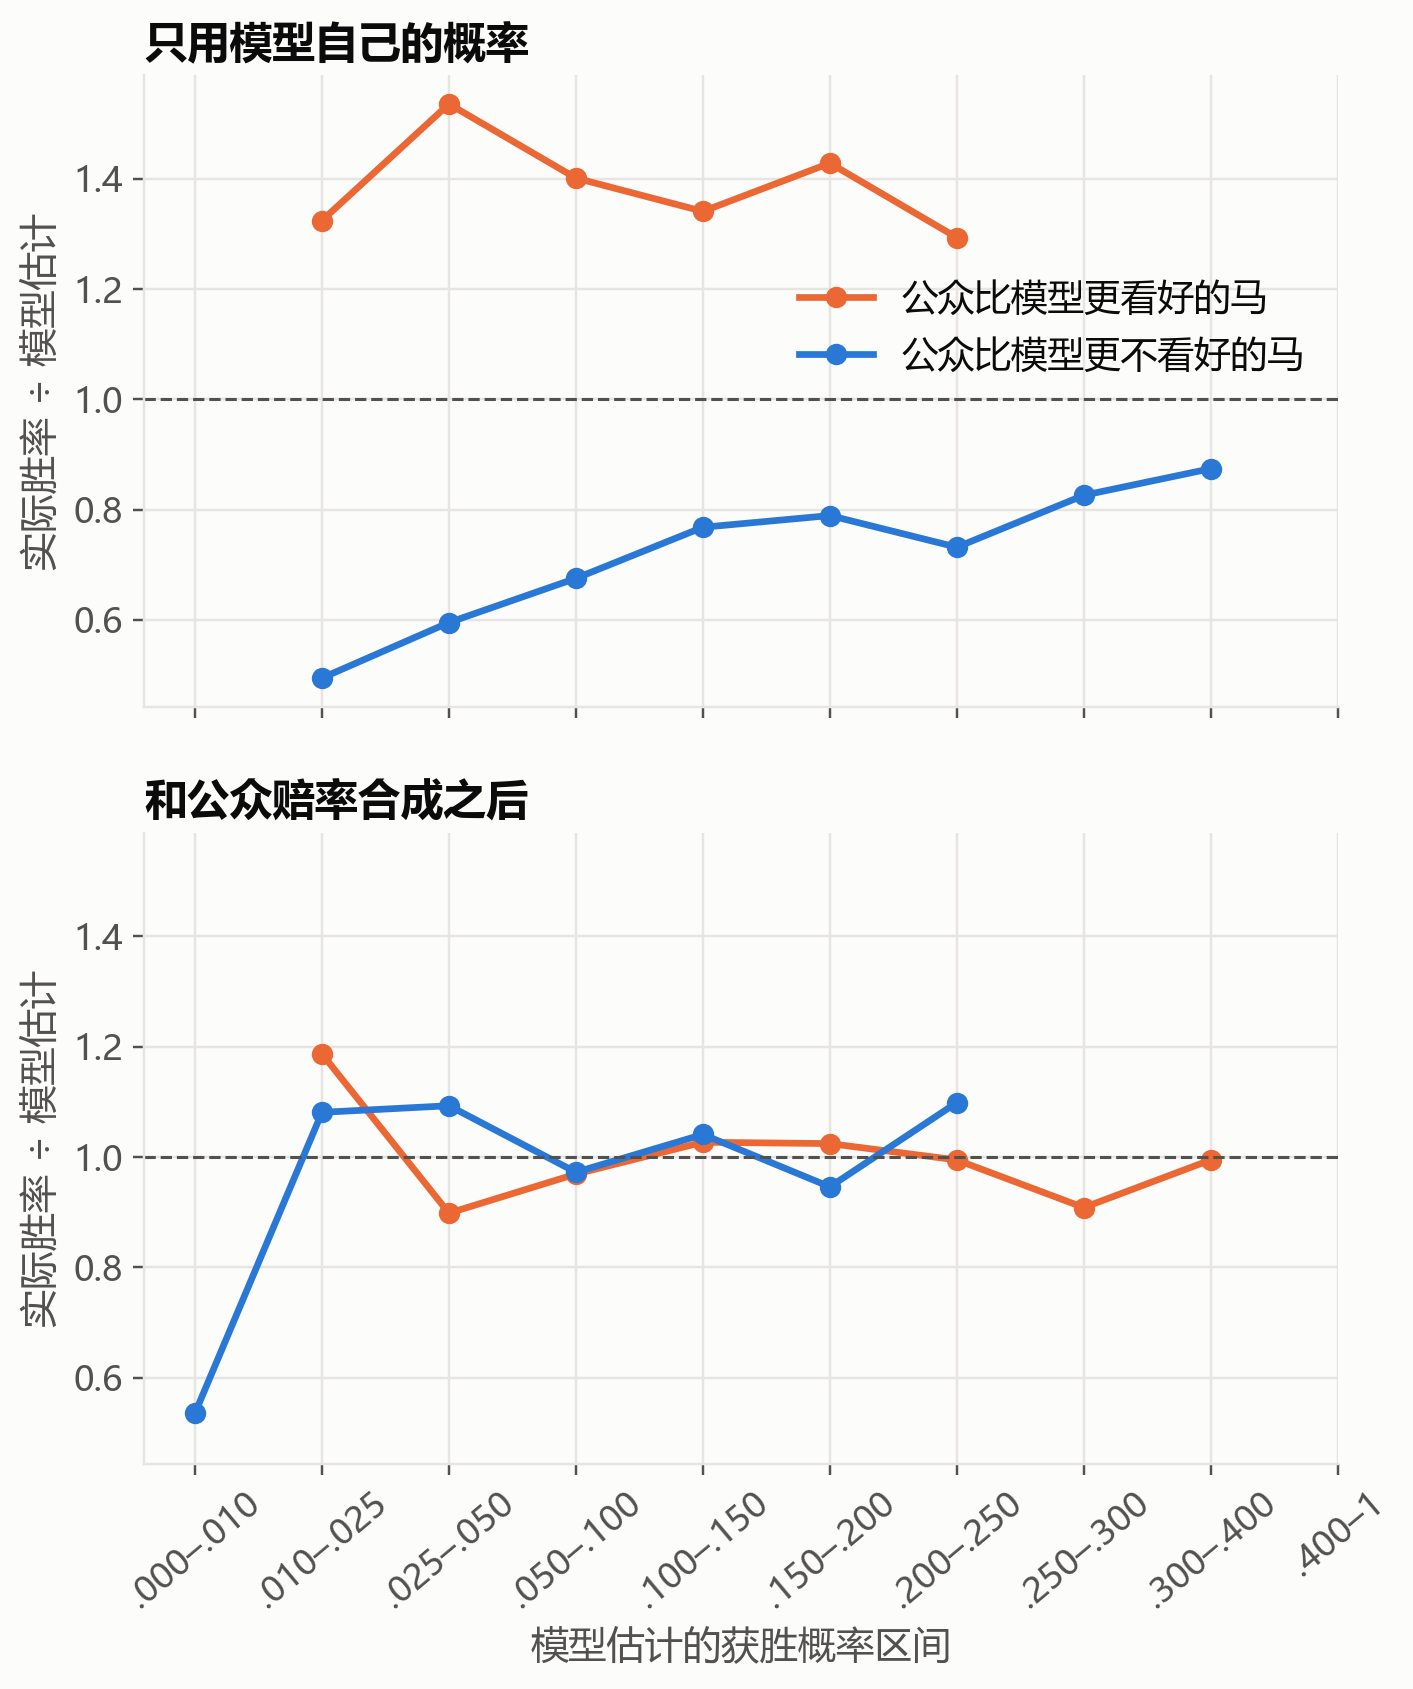 只用模型自己的概率
1.4
1.2
1.0
0.8
0.6
实际胜率 ÷ 模型估计
公众比模型更看好的马
公众比模型更不看好的马
和公众赔率合成之后
1.4
1.2
1.0
0.8
0.6
实际胜率 ÷ 模型估计
.000–.010
.010–.025
.025–.050
.050–.100
.100–.150
.150–.200
.200–.250
.250–.300
.300–.400
.400–1
模型估计的获胜概率区间